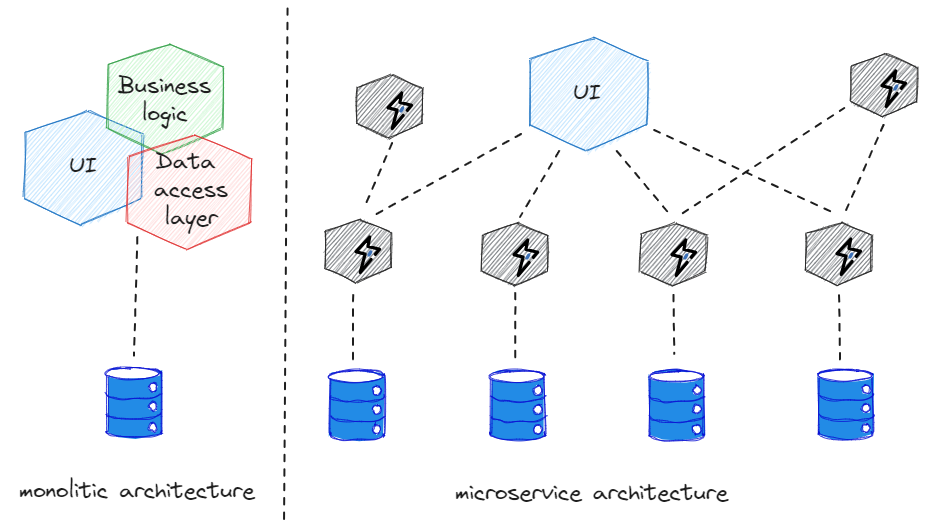 Business
logic
UI
Data
access
layer
monolitic architecture
UI
microservice architecture